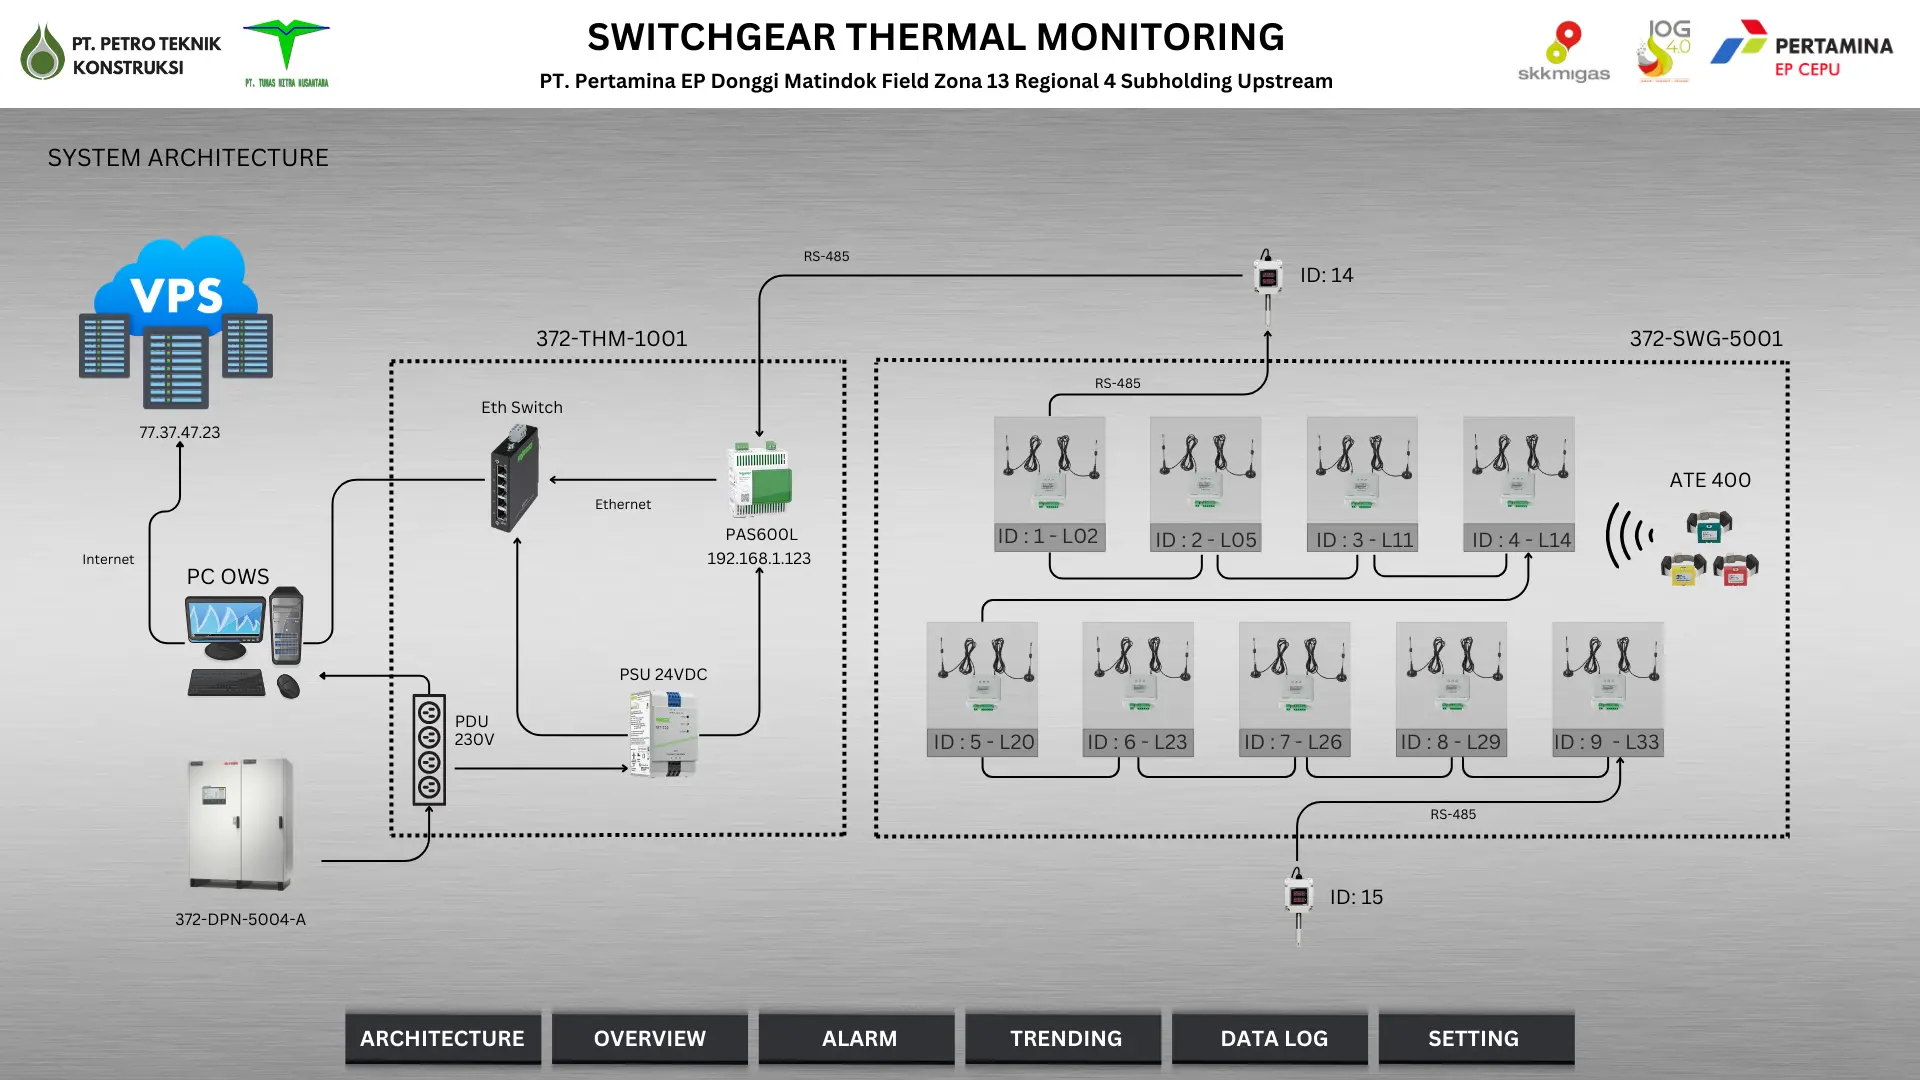 PT. PETRO TEKNIK
KONSTRUKSI
PT. TUNAS MITRA NUSANTARA
SWITCHGEAR THERMAL MONITORING
PT. Pertamina EP Donggi Matindok Field Zona 13 Regional 4 Subholding Upstream
skkmigas
JOG
4.0
PERTAMINA
EP CEPU
SYSTEM ARCHITECTURE
VPS
77.37.47.23
Internet
PC OWS
372-DPN-5004-A
372-THM-1001
Eth Switch
Ethernet
PAS600L
192.168.1.123
PSU 24VDC
PDU
230V
RS-485
ID: 14
372-SWG-5001
RS-485
ID : 1 - L02
ID : 2 - L05
ID : 3 - L11
ID : 4 - L14
ATE 400
ID : 5 - L20
ID : 6 - L23
ID : 7 - L26
ID : 8 - L29
ID : 9 - L33
RS-485
ID: 15
ARCHITECTURE
OVERVIEW
ALARM
TRENDING
DATA LOG
SETTING